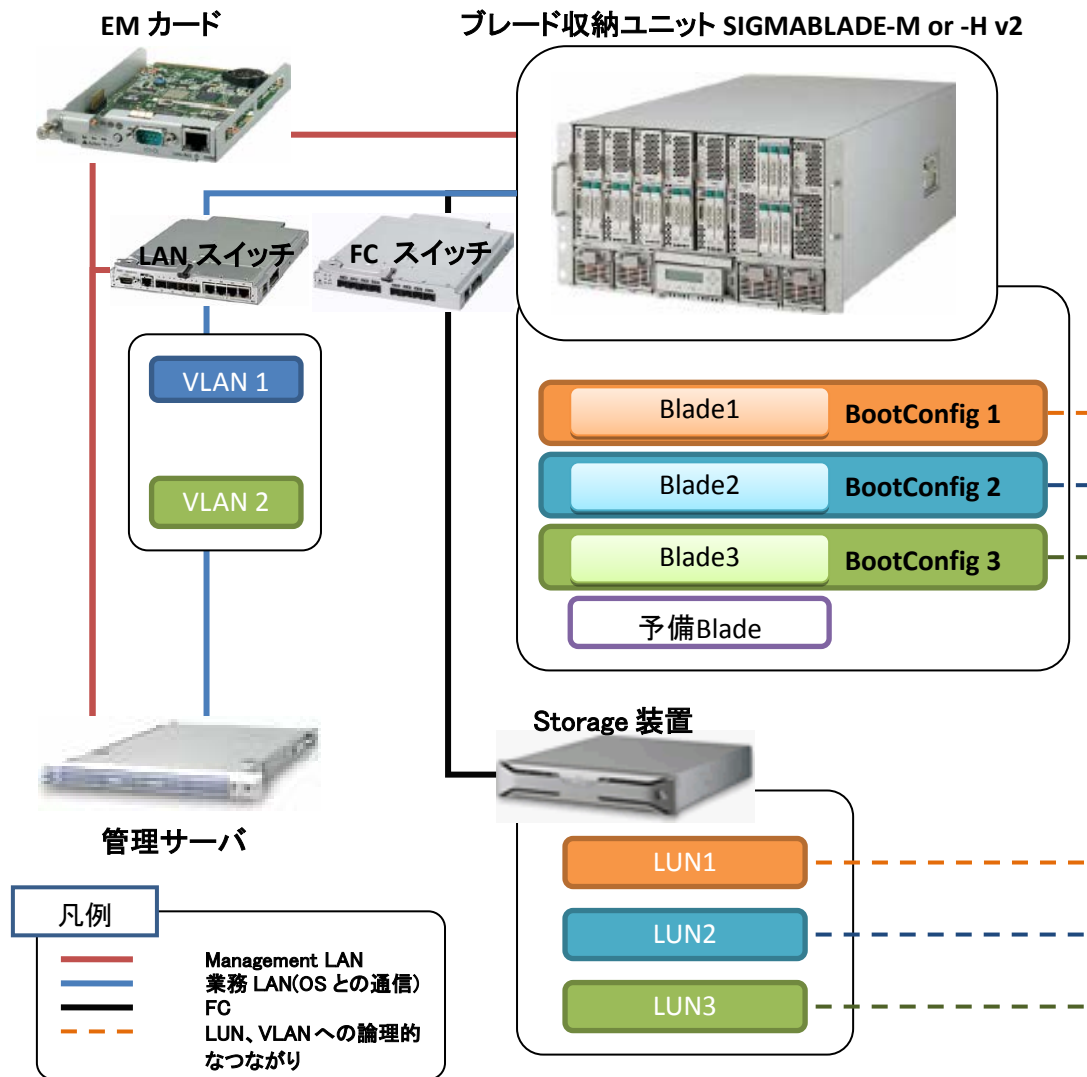 EM カード
ブレード収納ユニット SIGMABLADE-M or -H v2
LAN スイッチ
FC スイッチ
VLAN 1
VLAN 2
Blade1
BootConfig 1
Blade2
BootConfig 2
Blade3
BootConfig 3
予備Blade
Storage 装置
管理サーバ
LUN1
LUN2
LUN3
凡例
Management LAN
業務 LAN(OS との通信)
FC
LUN、VLAN への論理的
なつながり